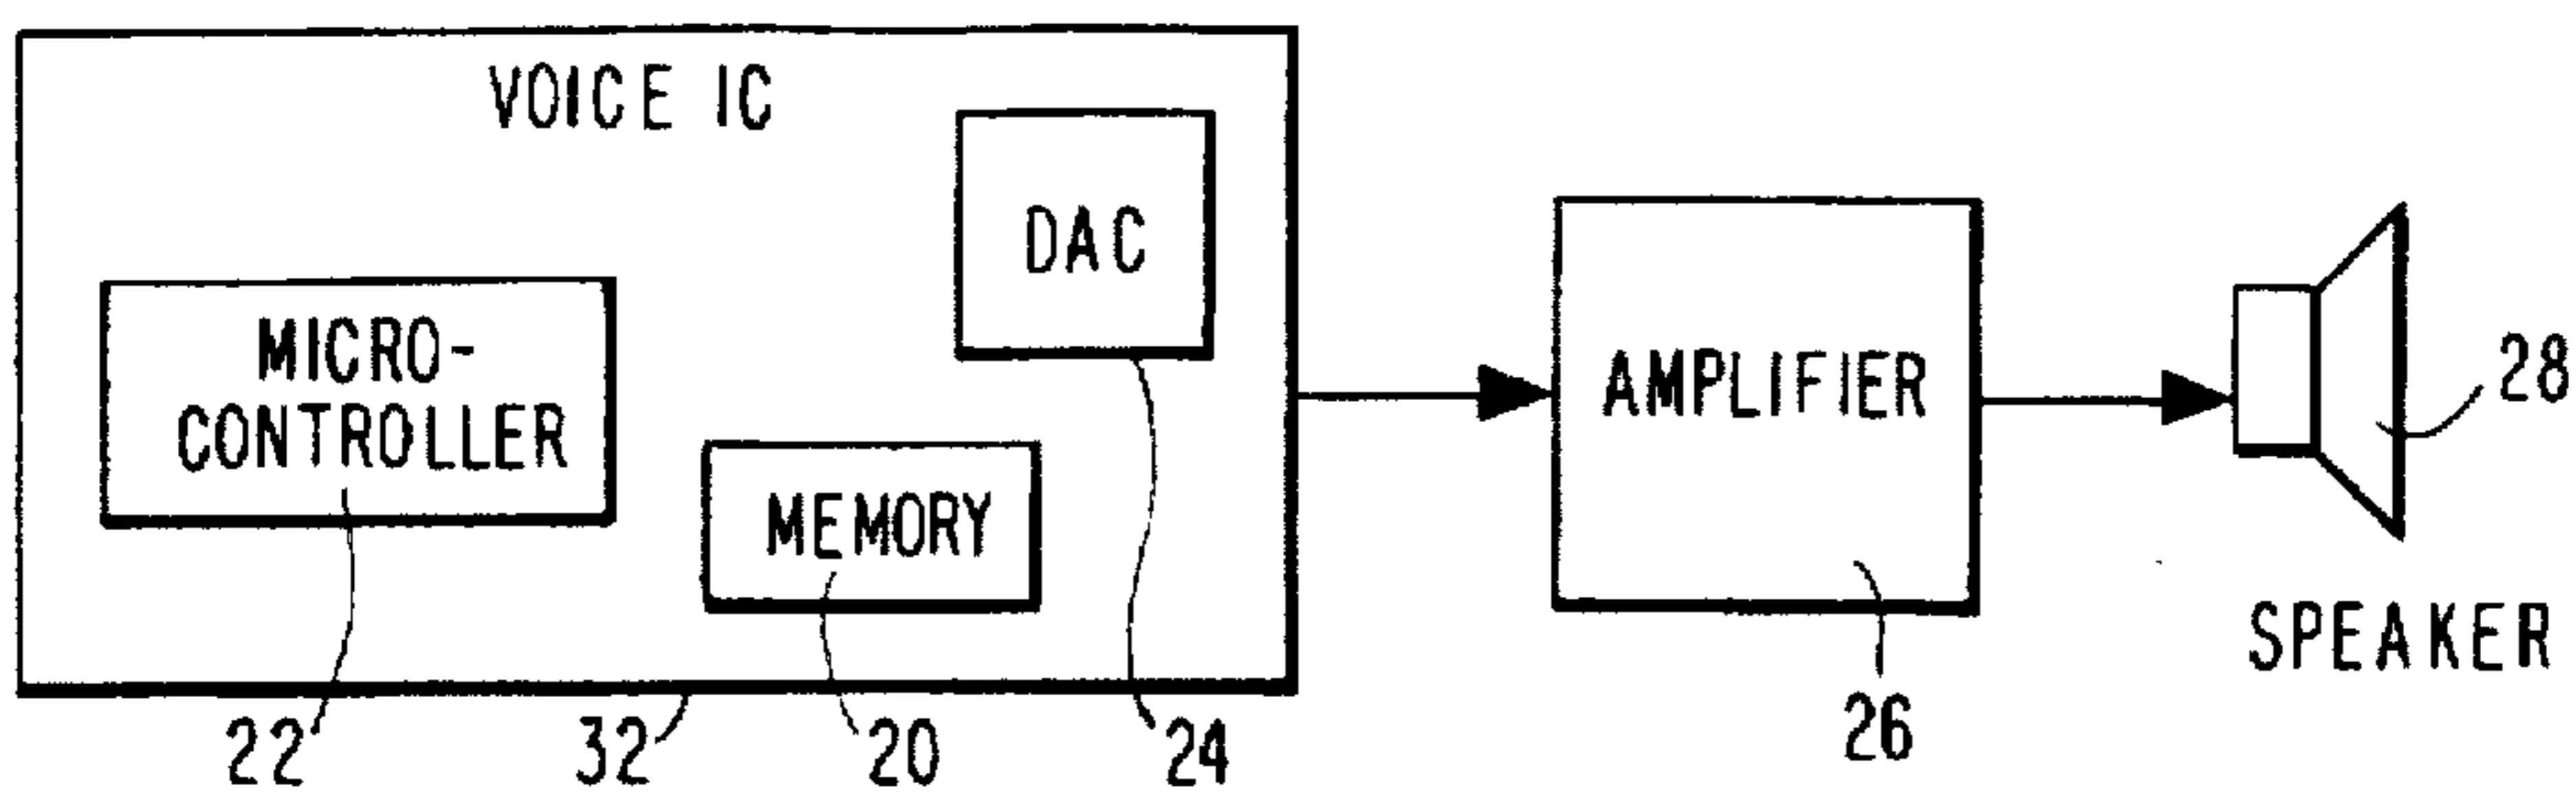 VOICE IC
DAC
MICRO-
CONTROLLER
MEMORY
AMPLIFIER
28
SPEAKER
22
32
20
24
26